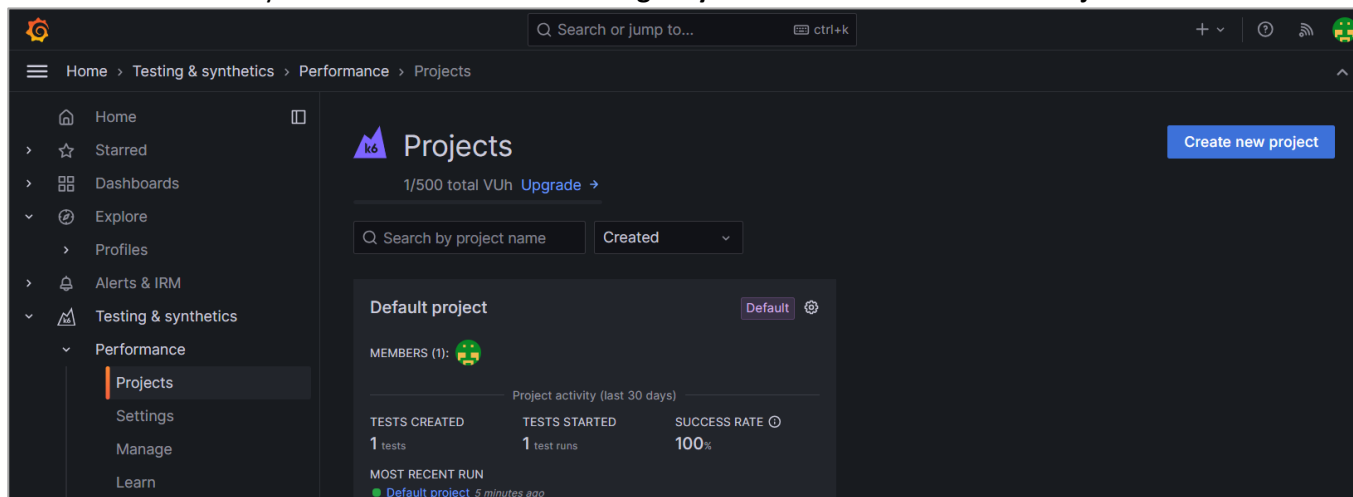 Search or jump to... ctrl+k
Home › Testing & synthetics › Performance › Projects
Home
Starred
Dashboards
Explore
Profiles
Alerts & IRM
Testing & synthetics
Performance
Projects
Settings
Manage
Learn
k6 Projects
Create new project
1/500 total VUh Upgrade →
Search by project name Created
Default project Default
MEMBERS (1):
Project activity (last 30 days)
TESTS CREATED TESTS STARTED SUCCESS RATE
1 tests 1 test runs 100%
MOST RECENT RUN
Default project 5 minutes ago